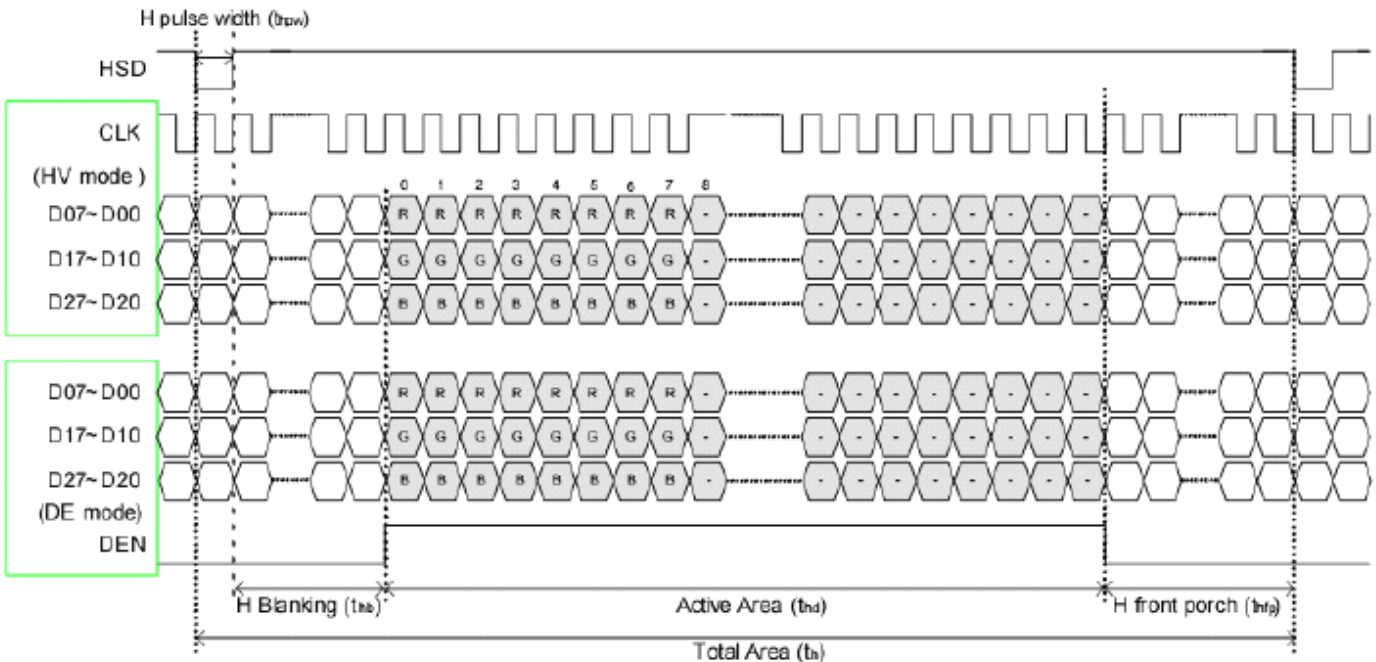 H pulse width (thpw)
HSD
CLK
(HV mode )
0 1 2 3 4 5 6 7 8
D07~D00 R R R R R R R R - - - - - - - - -
D17~D10 G G G G G G G G - - - - - - - - -
D27~D20 B B B B B B B B - - - - - - - - -
D07~D00 R R R R R R R R - - - - - - - - -
D17~D10 G G G G G G G G - - - - - - - - -
D27~D20 B B B B B B B B - - - - - - - - -
(DE mode)
DEN
H Blanking (thb) Active Area (thd) H front porch (thfp)
Total Area (th)